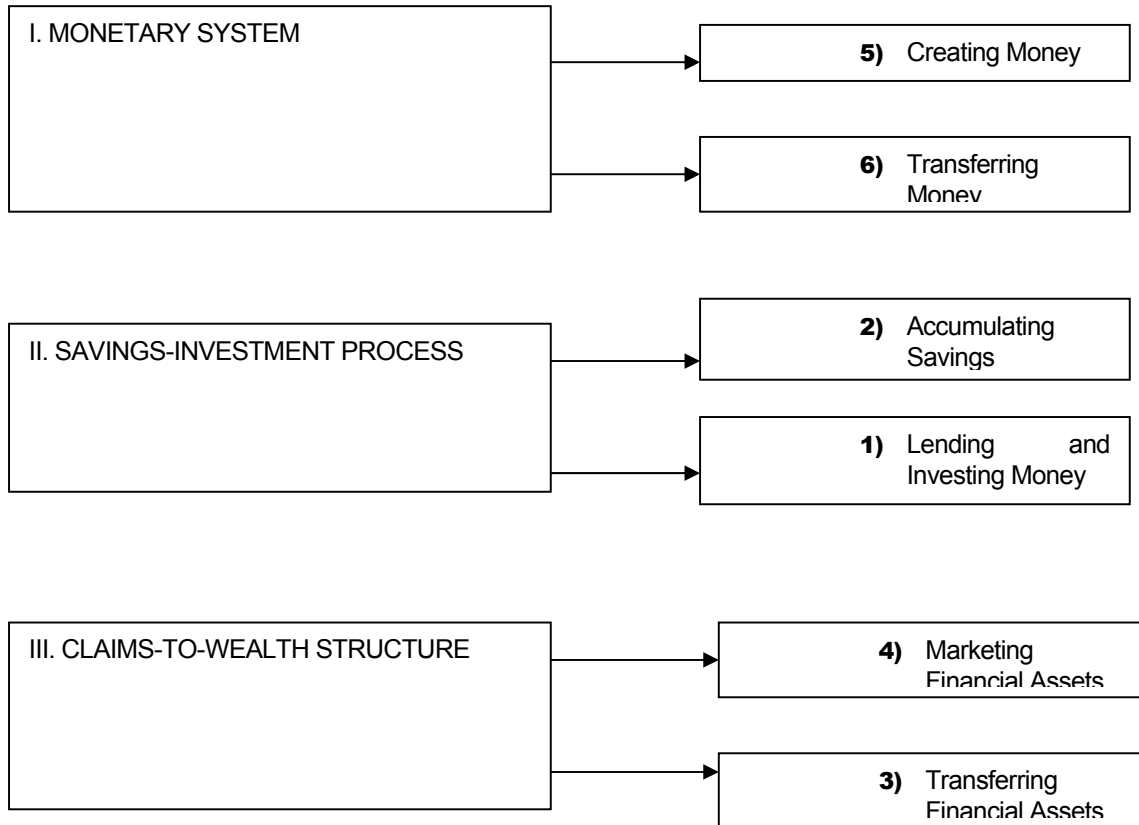 I. MONETARY SYSTEM
5) Creating Money
6) Transferring
Money
II. SAVINGS-INVESTMENT PROCESS
2) Accumulating
Savings
1) Lending and
Investing Money
III. CLAIMS-TO-WEALTH STRUCTURE
4) Marketing
Financial Assets
3) Transferring
Financial Assets